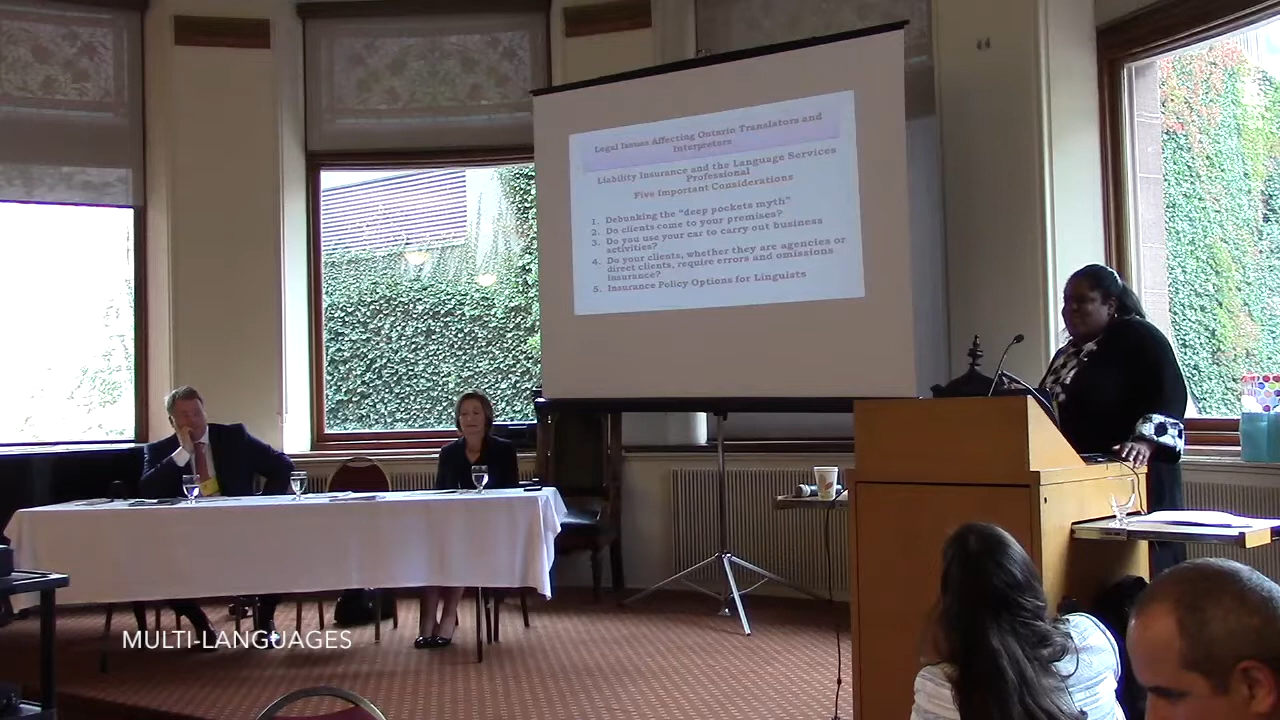 Legal Issues Affecting Ontario Translators and
Interpreters
Liability Insurance and the Language Services
Professional
Five Important Considerations
1. Debunking the "deep pockets myth"
2. Do clients come to your premises?
3. Do you use your car to carry out business
activities?
4. Do your clients, whether they are agencies or
direct clients, require errors and omissions
insurance?
5. Insurance Policy Options for Linguists
MULTI-LANGUAGES